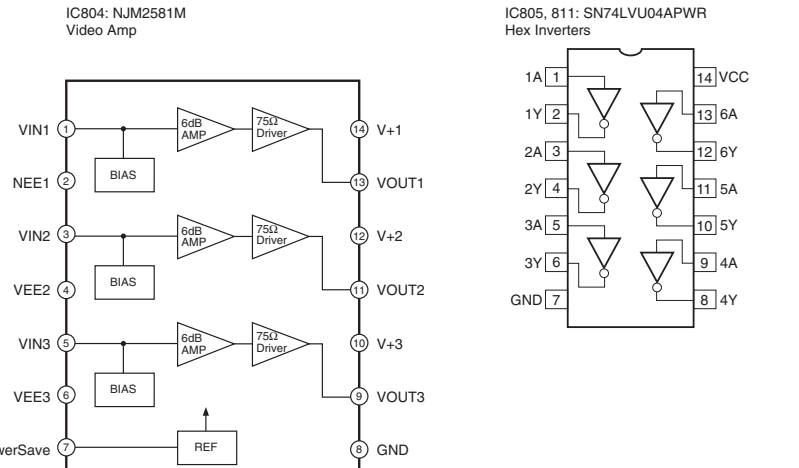 IC804: NJM2581M
Video Amp
VIN1 1
6dB
AMP
75Ω
Driver
14 V+1
NEE1 2
BIAS
13 VOUT1
VIN2 3
6dB
AMP
75Ω
Driver
12 V+2
VEE2 4
BIAS
11 VOUT2
VIN3 5
6dB
AMP
75Ω
Driver
10 V+3
VEE3 6
BIAS
9 VOUT3
werSave 7
REF
8 GND
IC805, 811: SN74LVU04APWR
Hex Inverters
1A 1
14 VCC
1Y 2
13 6A
2A 3
12 6Y
2Y 4
11 5A
3A 5
10 5Y
3Y 6
9 4A
GND 7
8 4Y